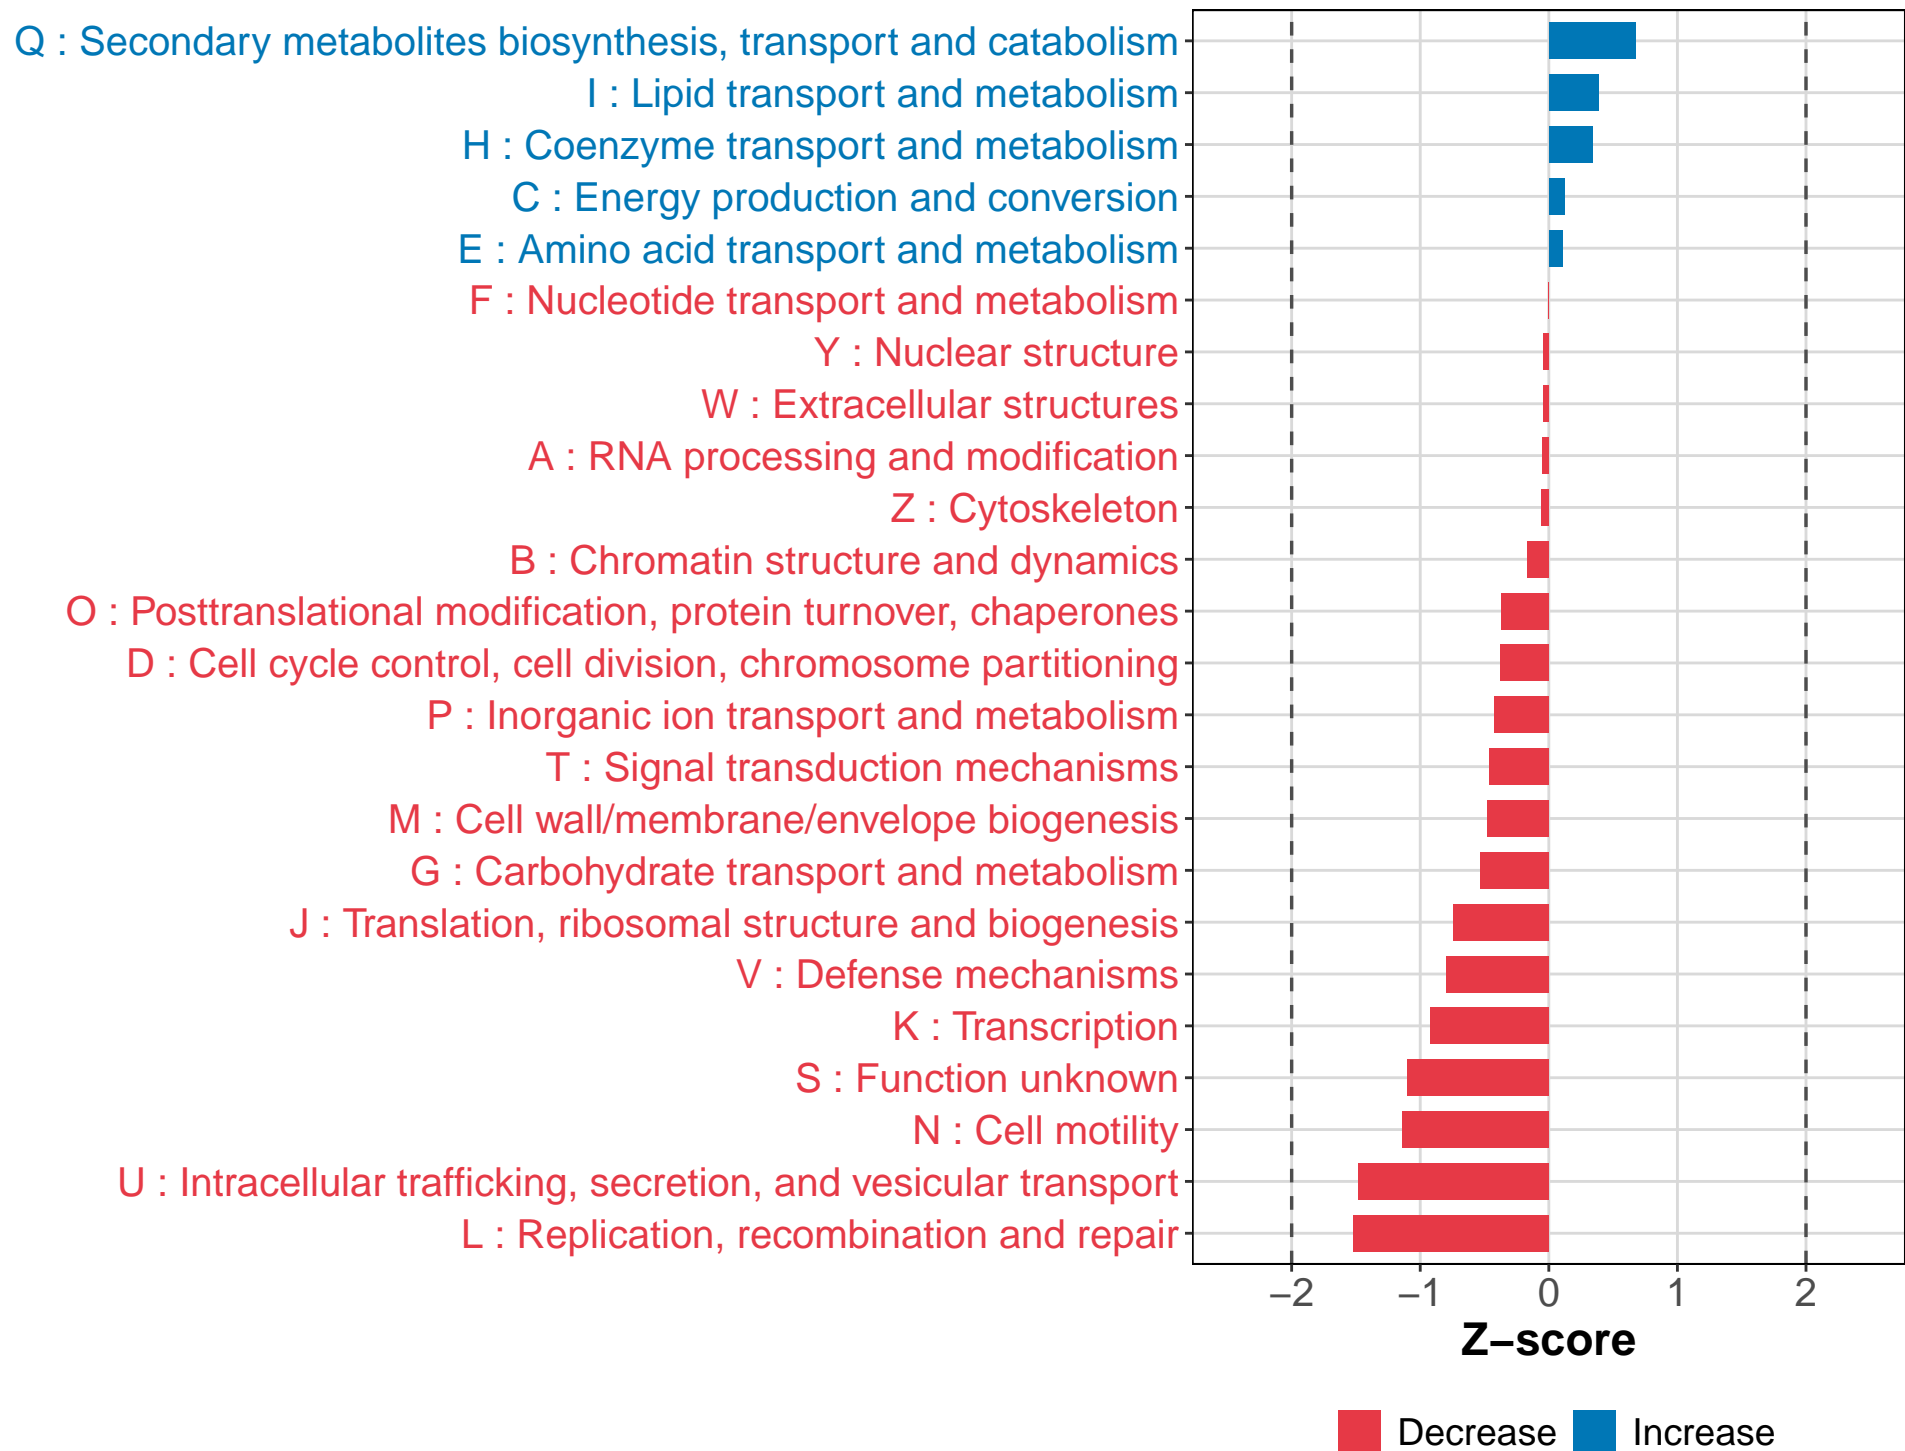 Q : Secondary metabolites biosynthesis, transport and catabolism
I : Lipid transport and metabolism
H : Coenzyme transport and metabolism
C : Energy production and conversion
E : Amino acid transport and metabolism
F : Nucleotide transport and metabolism
Y : Nuclear structure
W : Extracellular structures
A : RNA processing and modification
Z : Cytoskeleton
B : Chromatin structure and dynamics
O : Posttranslational modification, protein turnover, chaperones
D : Cell cycle control, cell division, chromosome partitioning
P : Inorganic ion transport and metabolism
T : Signal transduction mechanisms
M : Cell wall/membrane/envelope biogenesis
G : Carbohydrate transport and metabolism
J : Translation, ribosomal structure and biogenesis
V : Defense mechanisms
K : Transcription
S : Function unknown
N : Cell motility
U : Intracellular trafficking, secretion, and vesicular transport
L : Replication, recombination and repair
−2 −1 0 1 2
Z−score
Decrease Increase